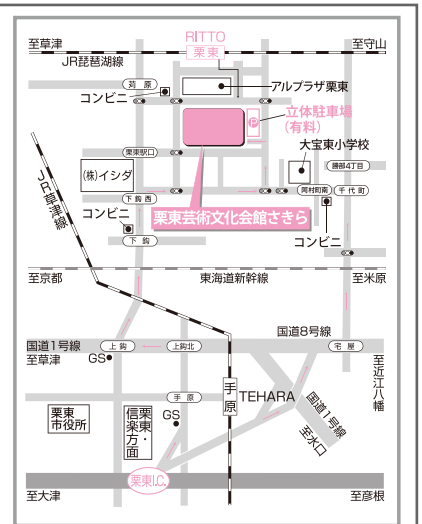 至草津
RITTO
栗東
至守山
JR琵琶湖線
苅原
アルプラザ栗東
コンビニ
P
立体駐車場
(有料)
大宝東小学校
栗東駅口
勝部4丁目
(株)イシダ
JR草津線
下鈎西
阿村町南
千代町
コンビニ
栗東芸術文化会館さきら
コンビニ
下鈎
至京都
東海道新幹線
至米原
国道8号線
国道1号線
上鈎
上鈎北
宅屋
至草津
GS
至近江八幡
手原
TEHARA
手原
国道1号線
至水口
栗東
市役所
栗東・
信楽方面
GS
栗東I.C.
至大津
至彦根